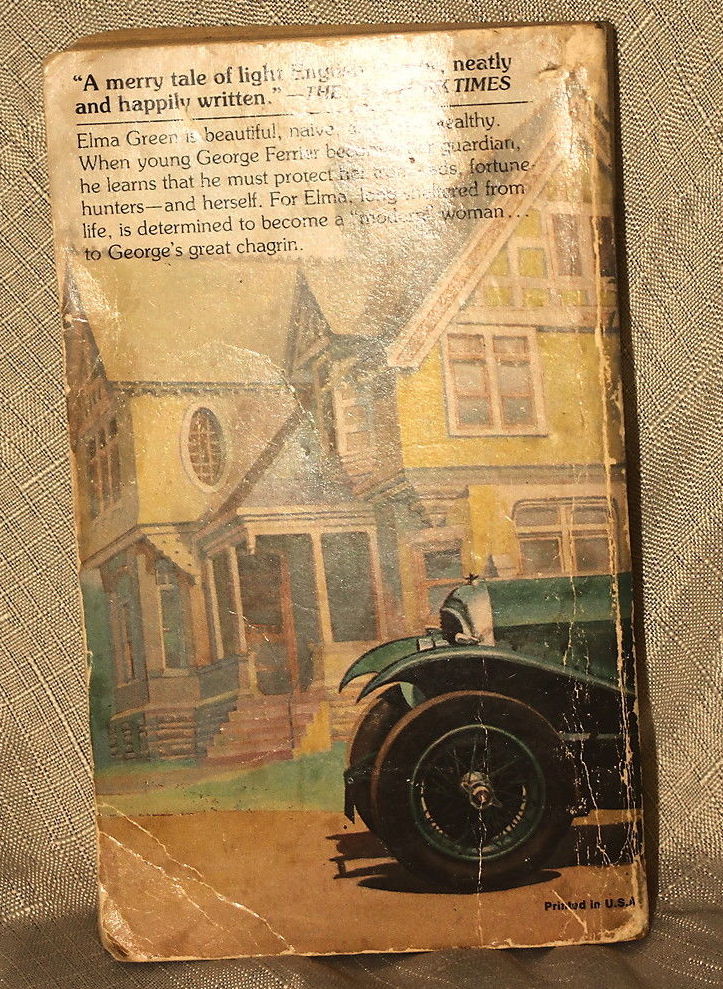 “A merry tale of light neatly
and happily written.” —THE TIMES
Elma Green is beautiful, naive, wealthy.
When young George Ferrier guardian,
he learns that he must protect her fortune-
hunters—and herself. For Elma, long from
life, is determined to become a “modern” woman...
to George’s great chagrin.
Printed in U.S.A